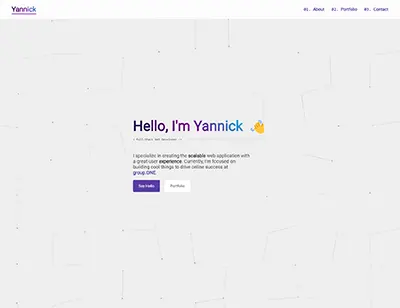 Yannick
01. About
02. Portfolio
03. Contact
Hello, I'm Yannick 👋
< Full Stack Web Developer />
I specialize in creating the scalable web application with
a great user experience. Currently, I'm focused on
building cool things to drive online success at
group.ONE.
Say Hello
Portfolio